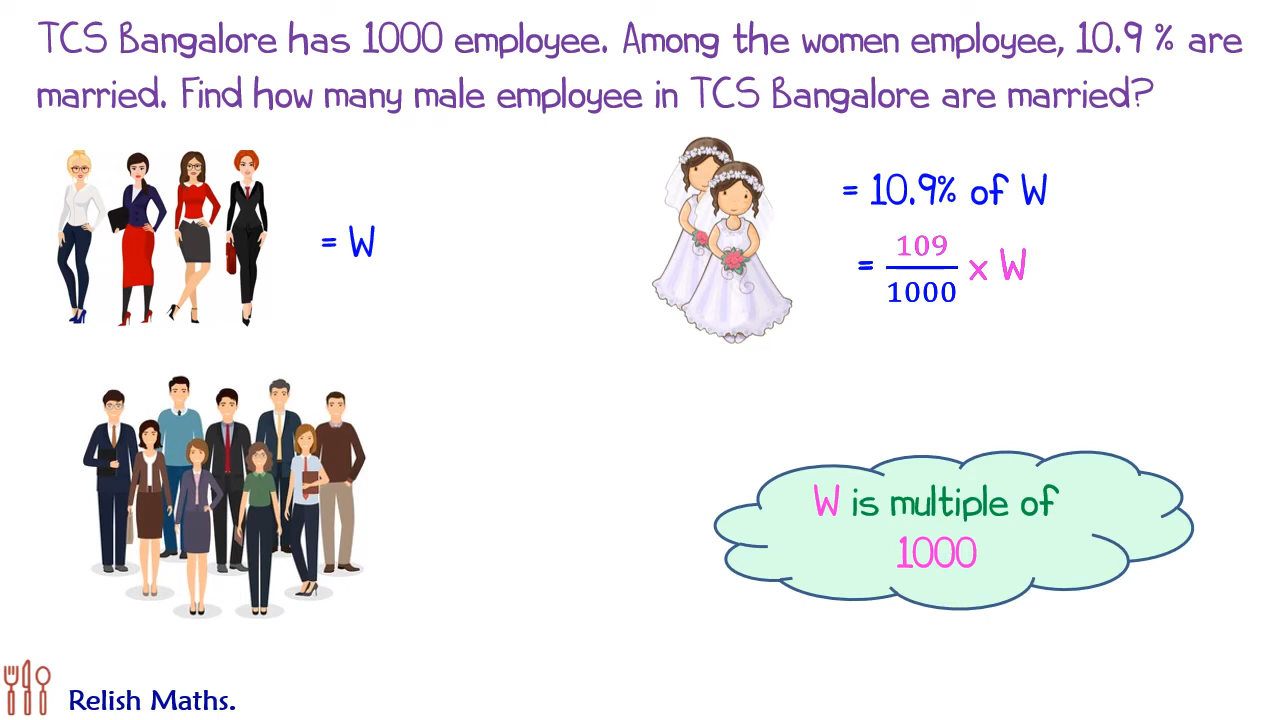 TCS Bangalore has 1000 employee. Among the women employee, 10.9 % are
married. Find how many male employee in TCS Bangalore are married?
= W
= 10.9% of W
= 109/1000 x W
W is multiple of
1000
Relish Maths.